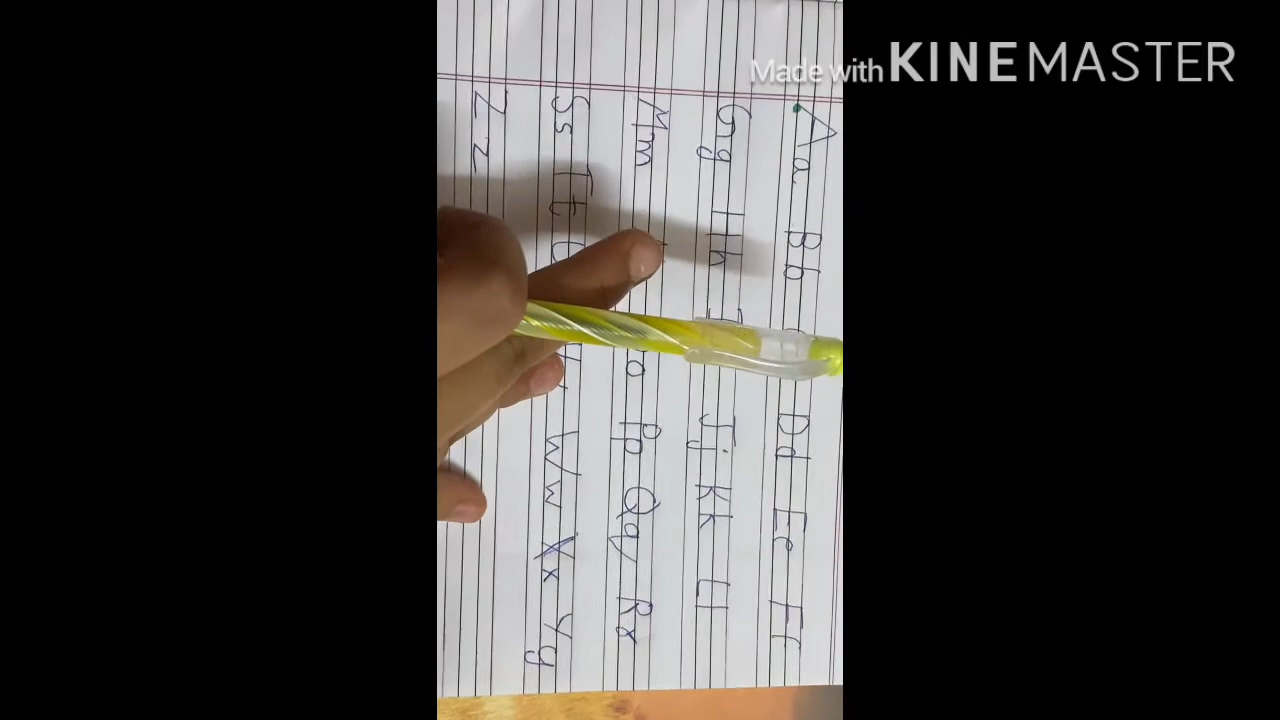 Made with KINEMASTER
Aa Bb Dd Ee Ff
Gg Hh Jj Kk Ll
Mm Pp Qq Rr
Ss Tt Ww Xx Yy
Zz